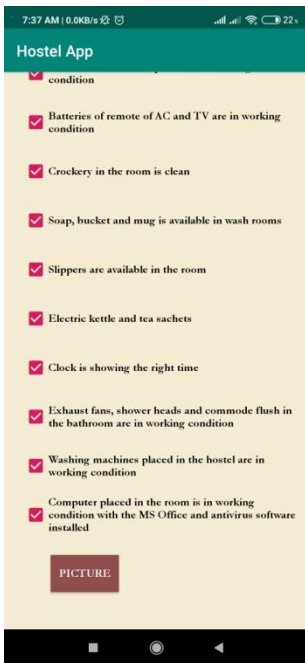 7:37 AM | 0.0KB/s
22
Hostel App
condition
Batteries of remote of AC and TV are in working
condition
Crockery in the room is clean
Soap, bucket and mug is available in wash rooms
Slippers are available in the room
Electric kettle and tea sachets
Clock is showing the right time
Exhaust fans, shower heads and commode flush in
the bathroom are in working condition
Washing machines placed in the hostel are in
working condition
Computer placed in the room is in working
condition with the MS Office and antivirus software
installed
PICTURE